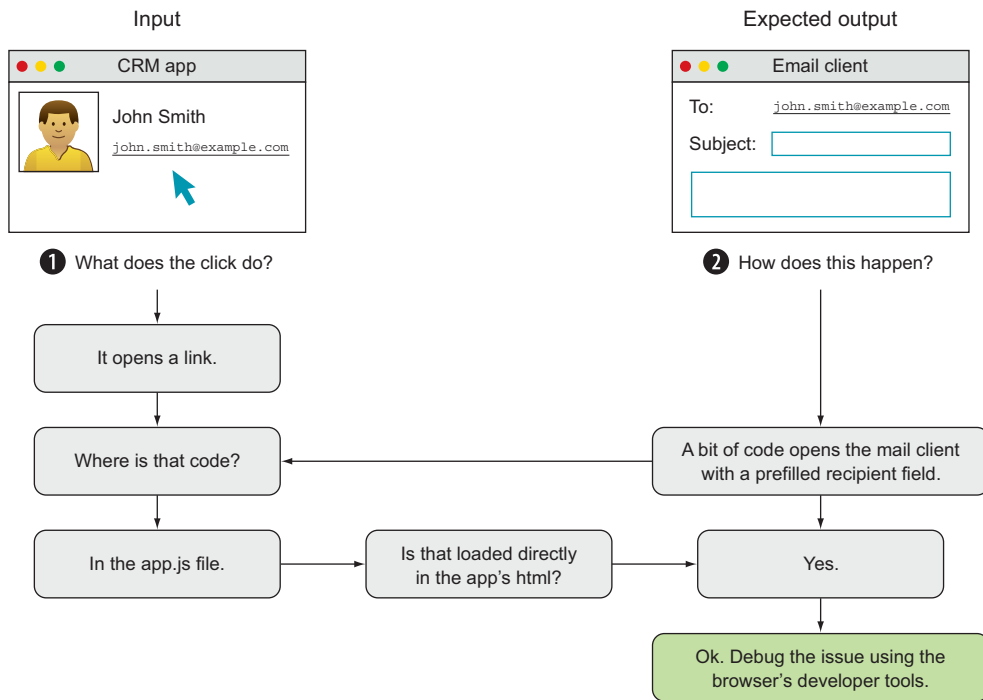 Input
Expected output
CRM app
John Smith
john.smith@example.com
Email client
To:
john.smith@example.com
Subject:
1 What does the click do?
2 How does this happen?
It opens a link.
Where is that code?
A bit of code opens the mail client
with a prefilled recipient field.
In the app.js file.
Is that loaded directly
in the app’s html?
Yes.
Ok. Debug the issue using the
browser’s developer tools.